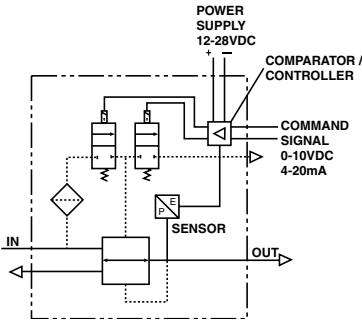 POWER
SUPPLY
12-28VDC
+ −
COMPARATOR /
CONTROLLER
COMMAND
SIGNAL
0-10VDC
4-20mA
E
P
SENSOR
IN
OUT